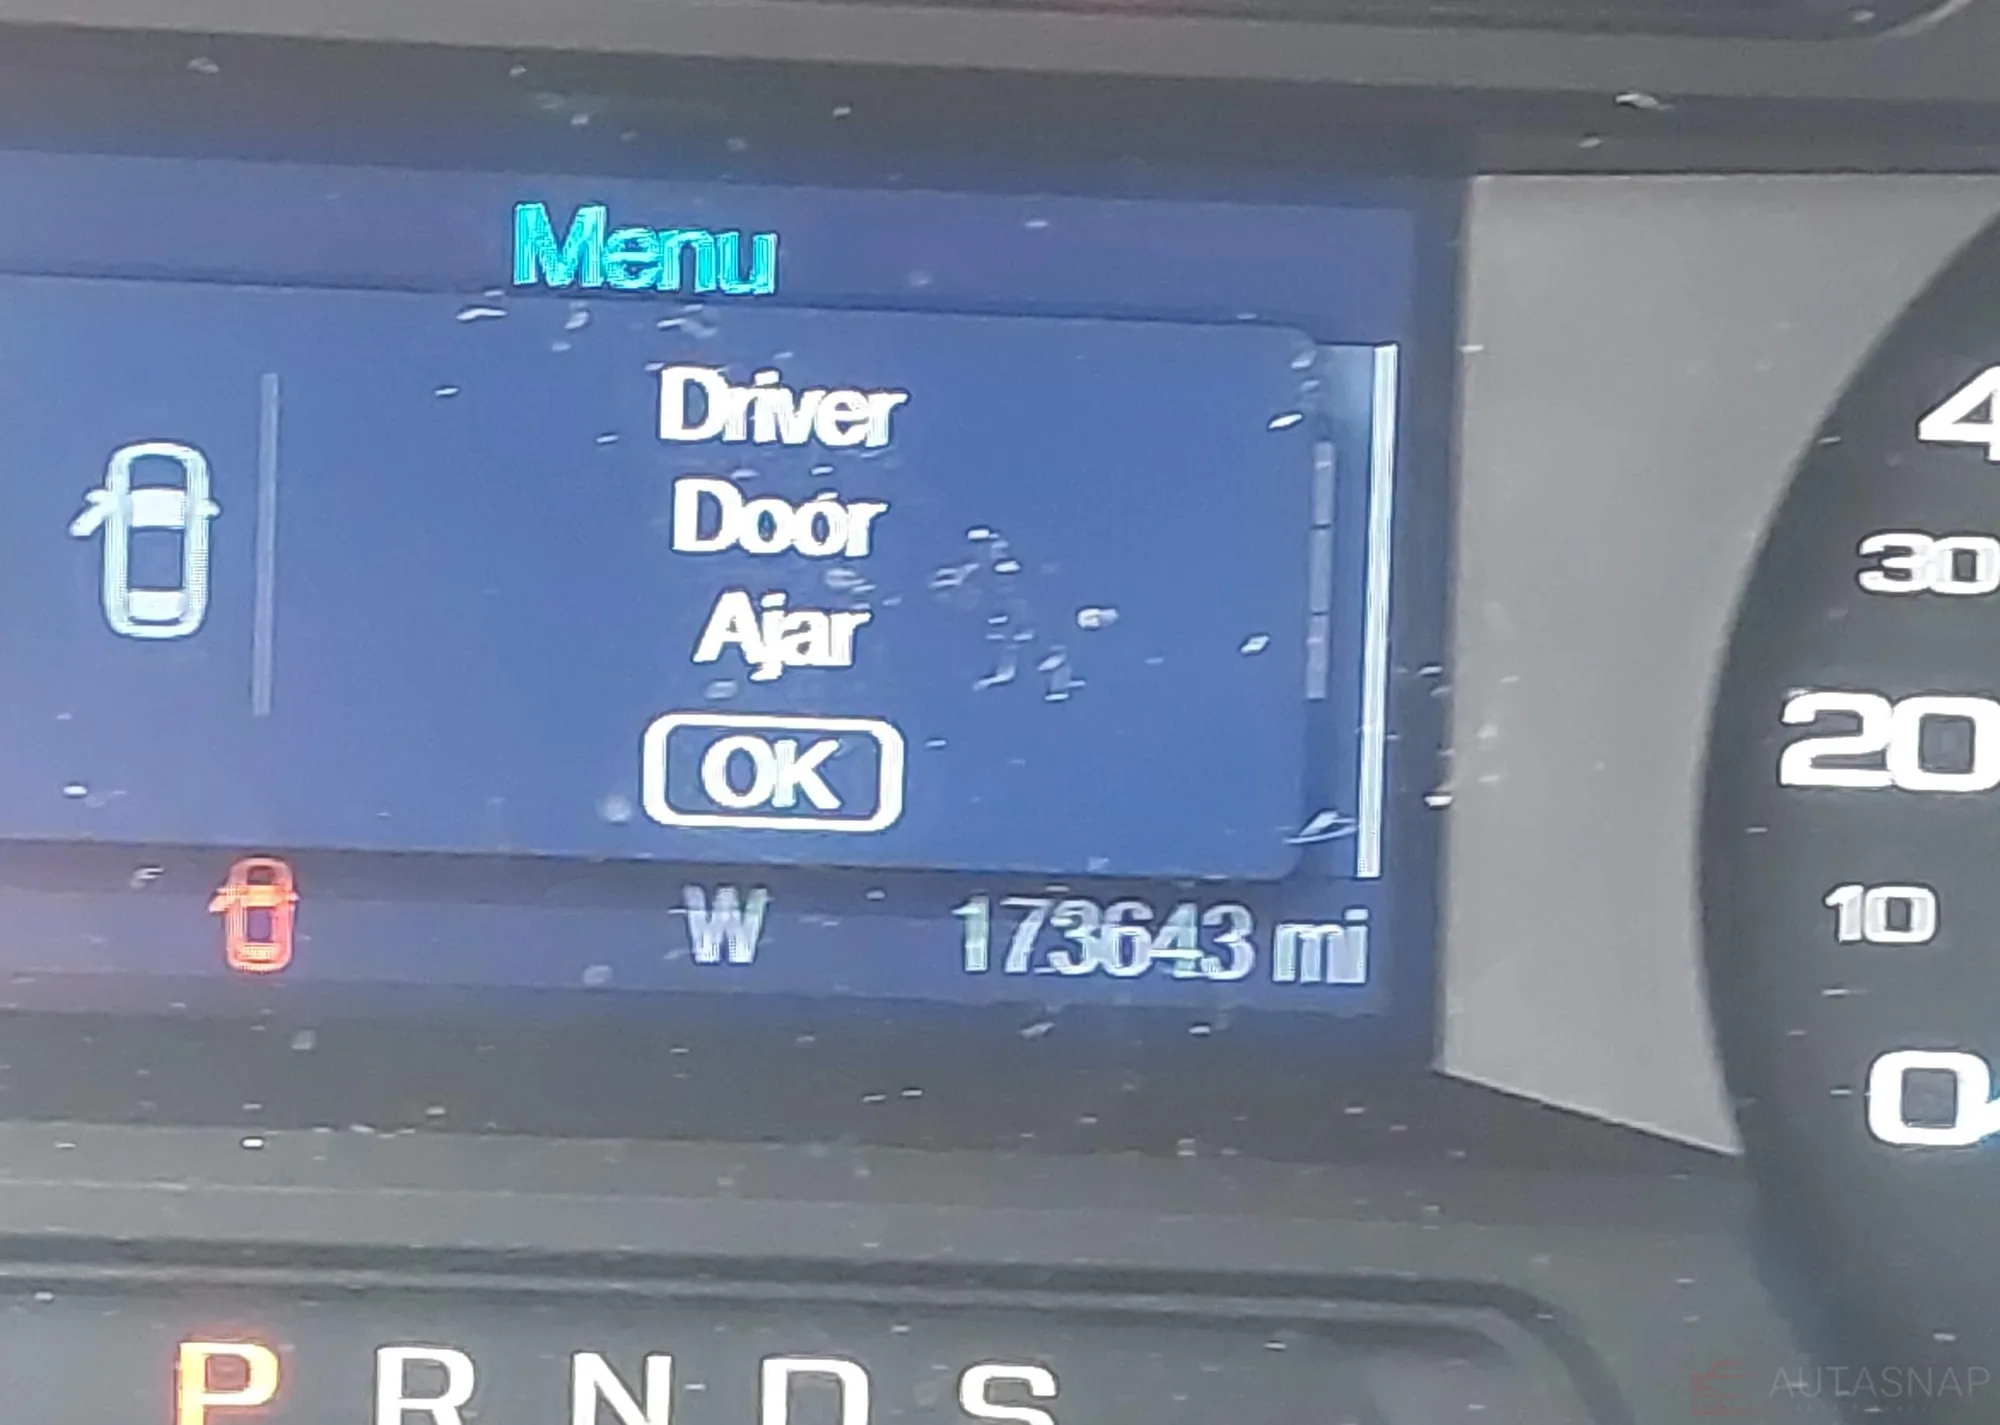 Menu
Driver
Door
Ajar
OK
W 173643 mi
4
30
20
10
0
P R N D S
AUTASNAP